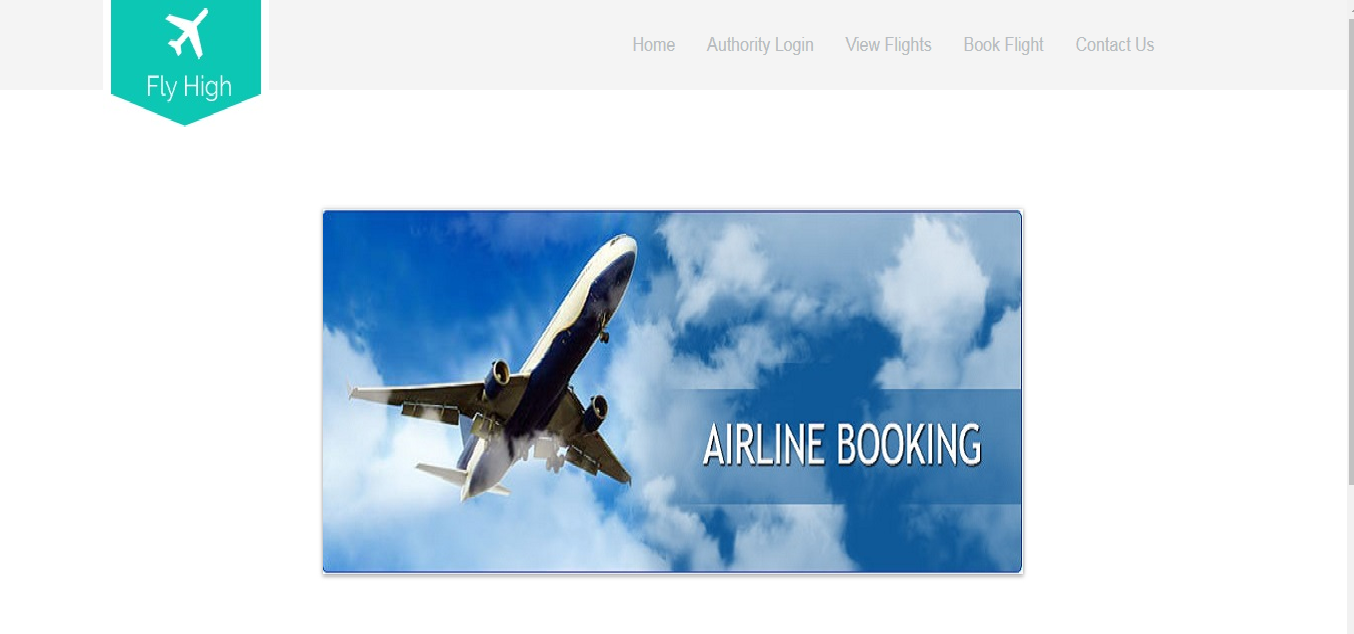 Fly High
Home Authority Login View Flights Book Flight Contact Us
AIRLINE BOOKING